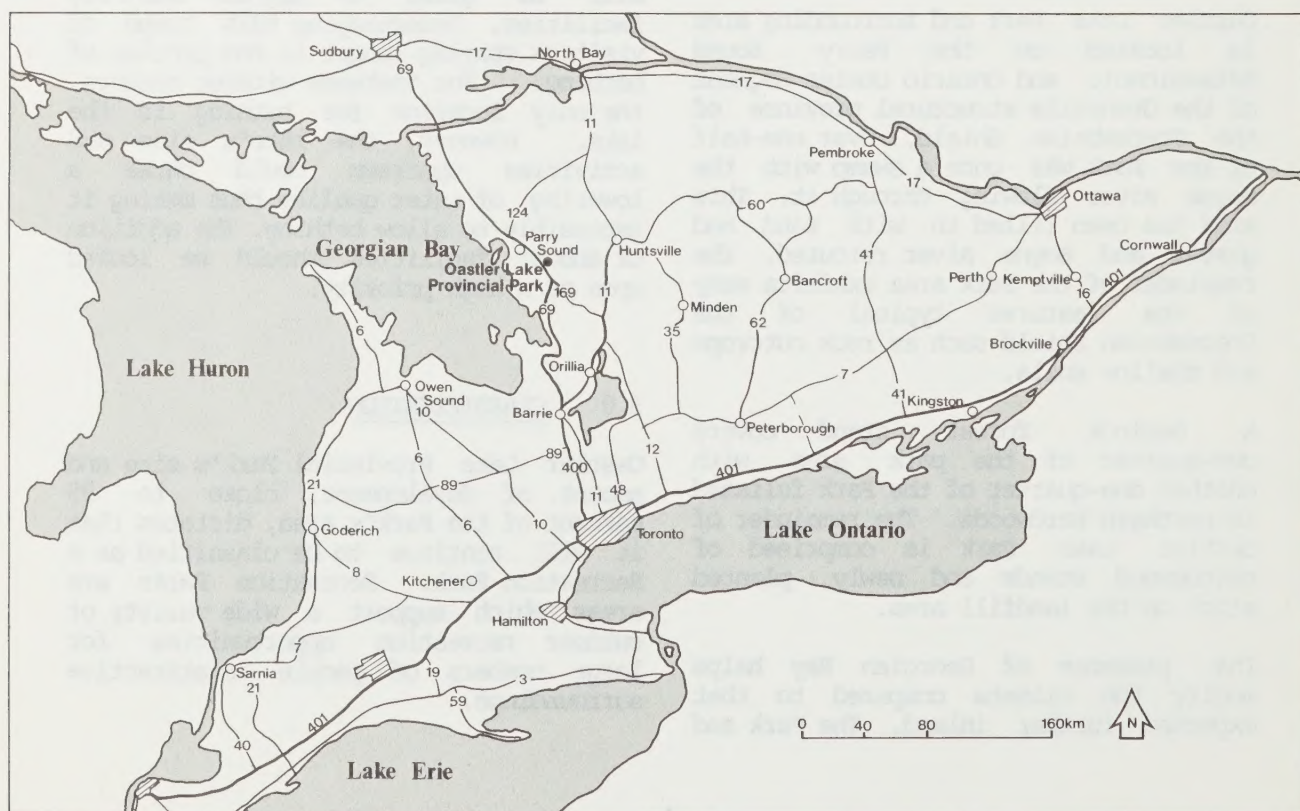 Sudbury
69
17
North Bay
17
11
Pembroke
17
Ottawa
124
Parry
Sound
Georgian Bay
Oastler Lake
Provincial Park
Huntsville
60
41
Cornwall
169
11
Minden
Bancroft
Perth
Kemptville
401
69
35
62
16
6
Brockville
Lake Huron
Orillia
7
Owen
Sound
10
Barrie
41
Kingston
Peterborough
6
89
400
12
401
21
89
11
48
6
10
Toronto
Lake Ontario
Goderich
8
Kitchener
Hamilton
7
Sarnia
21
19
3
59
401
40
0
40
80
160km
N
Lake Erie